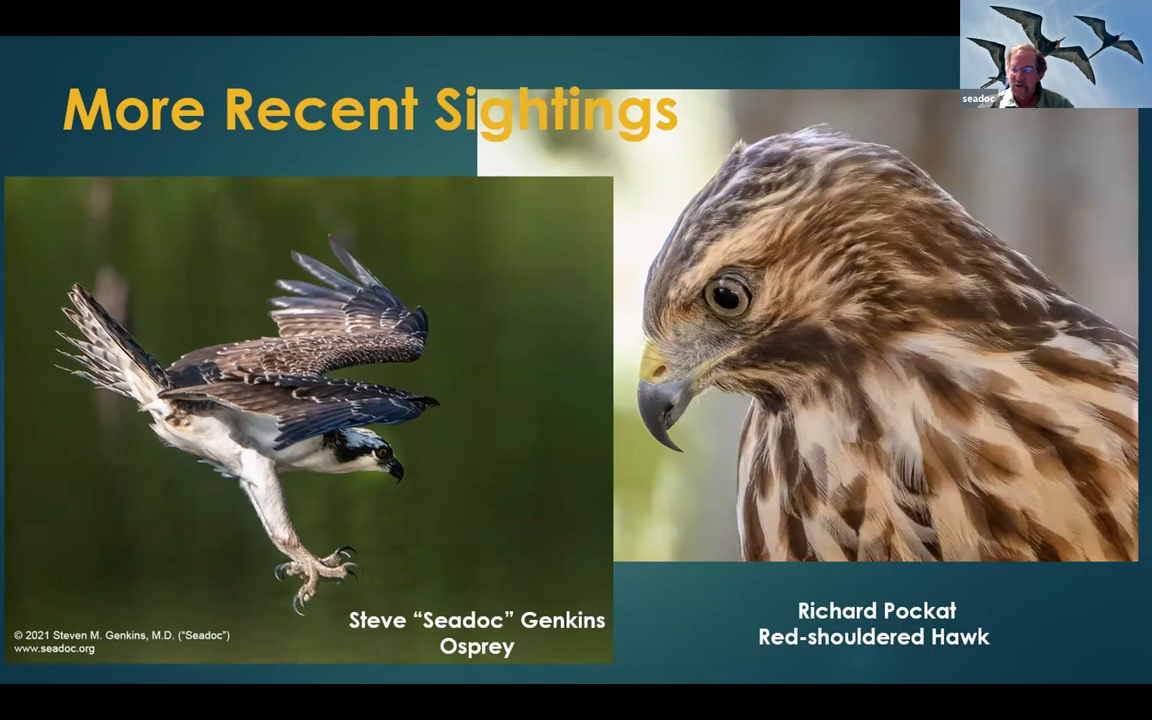 seadoc
More Recent Sightings
Steve “Seadoc” Genkins
Osprey
© 2021 Steven M. Genkins, M.D. (“Seadoc”)
www.seadoc.org
Richard Pockat
Red-shouldered Hawk